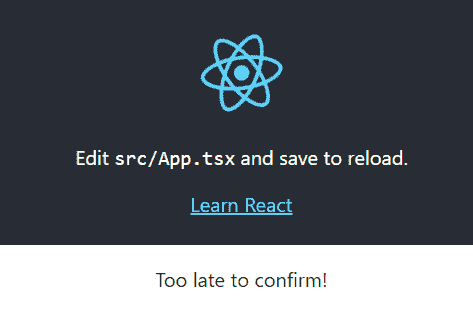 Edit src/App.tsx and save to reload.
Learn React
Too late to confirm!